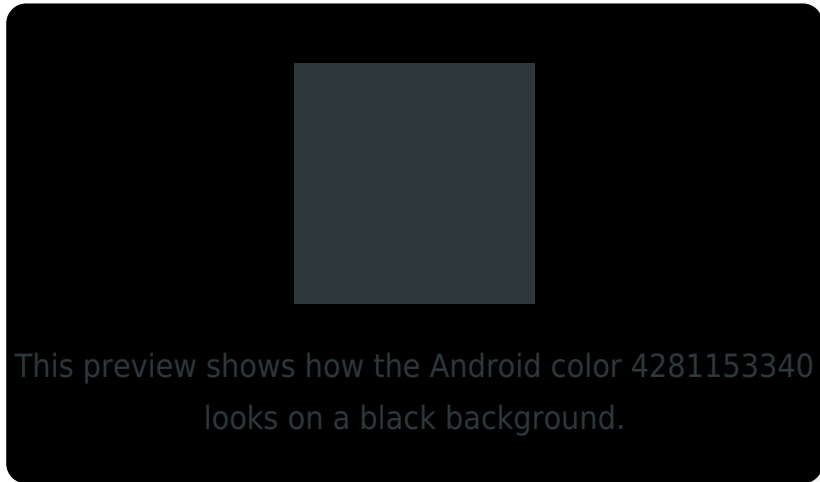 This preview shows how the Android color 4281153340
looks on a black background.